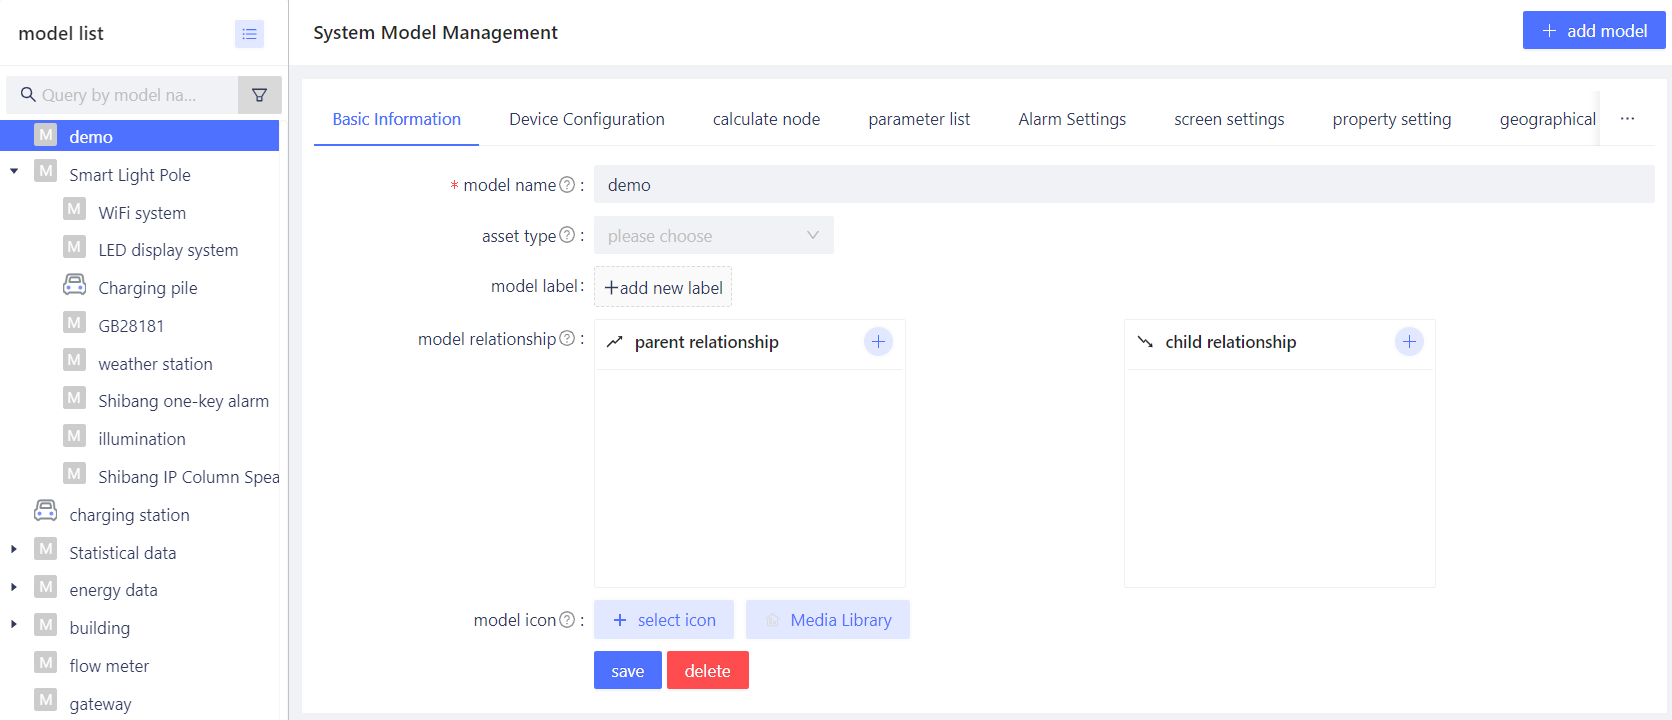 model list
System Model Management
+ add model
Query by model na...
M demo
M Smart Light Pole
M WiFi system
M LED display system
Charging pile
M GB28181
M weather station
M Shibang one-key alarm
M illumination
M Shibang IP Column Spea
charging station
M Statistical data
M energy data
M building
M flow meter
M gateway
Basic Information Device Configuration calculate node parameter list Alarm Settings screen settings property setting geographical ...
* model name ? : demo
asset type ? : please choose
model label : +add new label
model relationship ? : parent relationship + child relationship +
model icon ? : + select icon Media Library
save delete